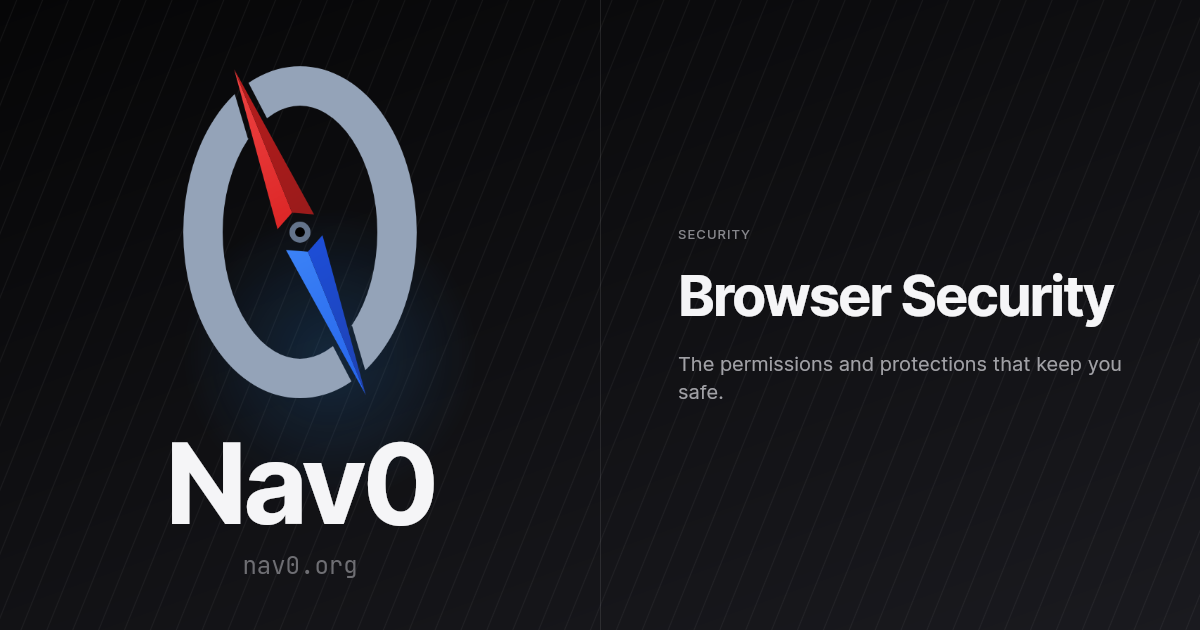 Nav0
nav0.org
SECURITY
Browser Security
The permissions and protections that keep you
safe.